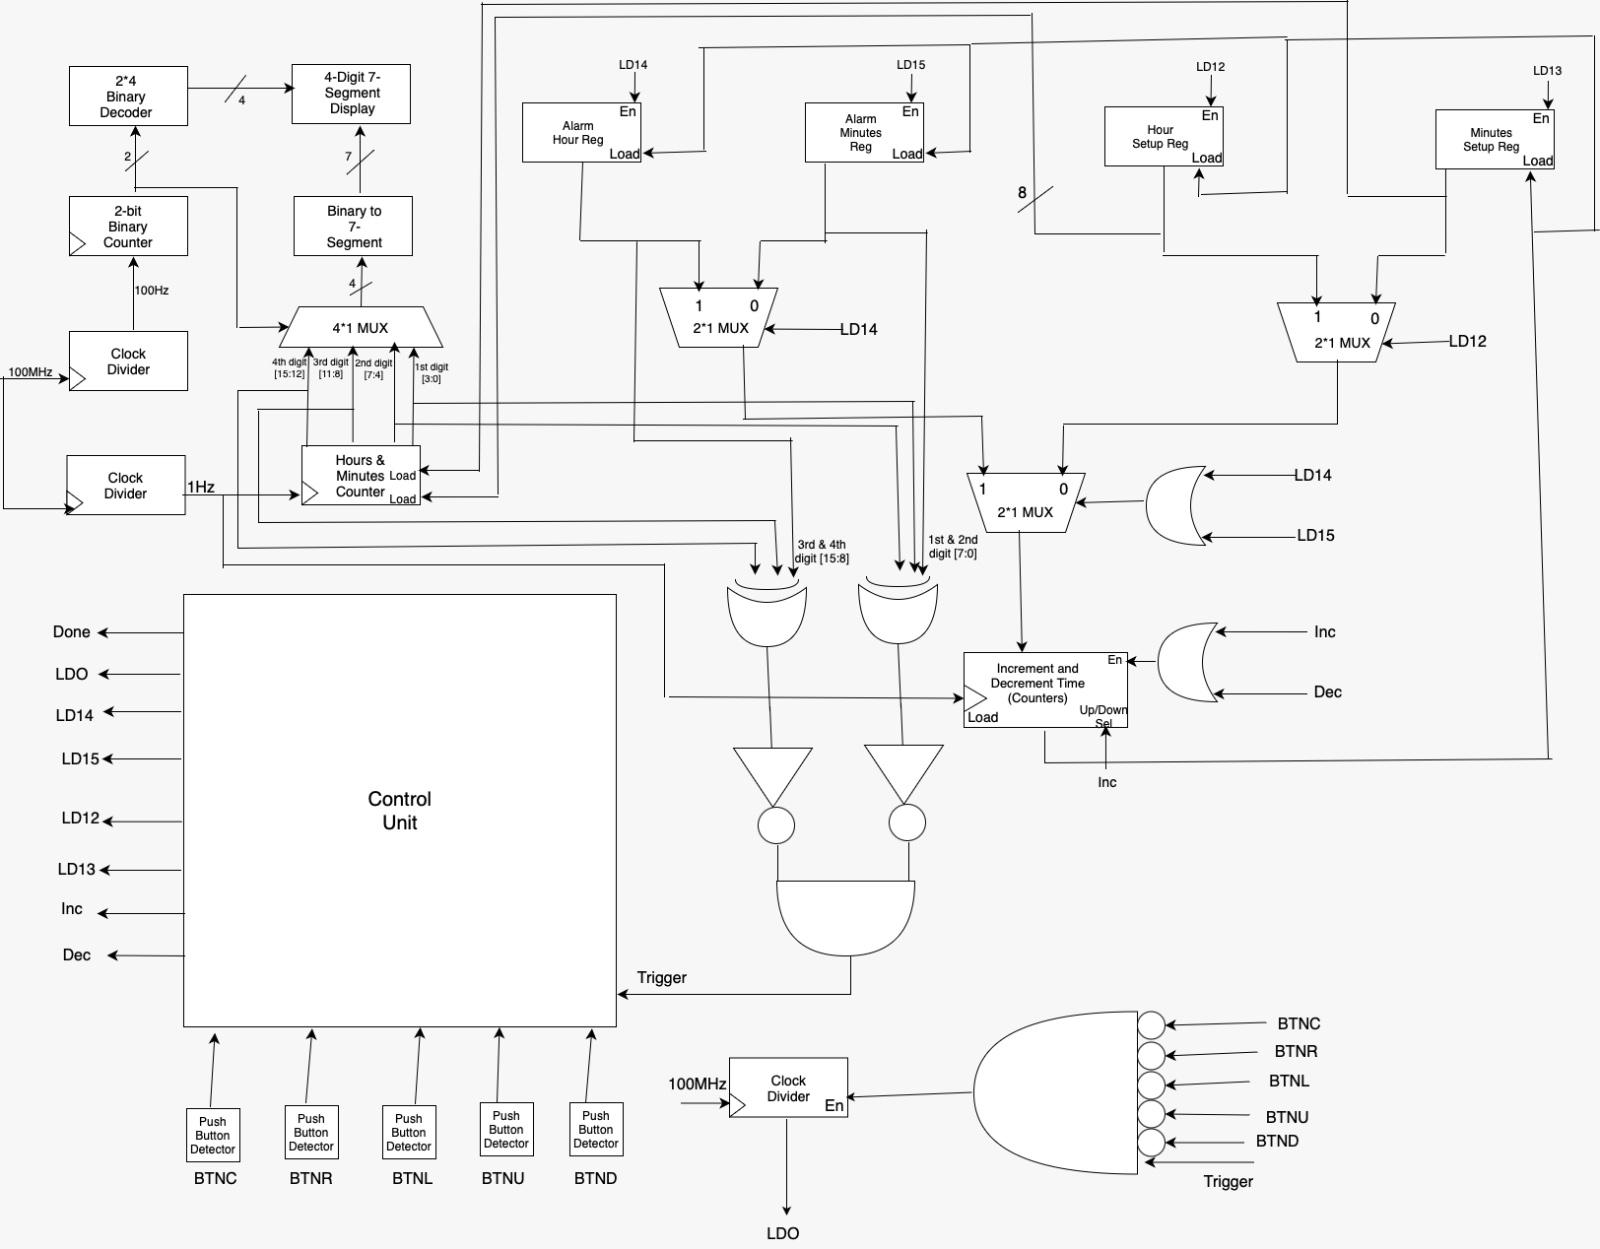 2*4
Binary
Decoder
4
4-Digit 7-
Segment
Display
2
7
2-bit
Binary
Counter
Binary to
7-
Segment
100Hz
4
Clock
Divider
4*1 MUX
100MHz
4th digit
[15:12]
3rd digit
[11:8]
2nd digit
[7:4]
1st digit
[3:0]
Clock
Divider
1Hz
Hours &
Minutes
Counter
Load
Load
LD14
En
Alarm
Hour Reg
Load
LD15
En
Alarm
Minutes
Reg
Load
LD12
En
Hour
Setup Reg
Load
LD13
En
Minutes
Setup Reg
Load
8
1
0
2*1 MUX
LD14
1
0
2*1 MUX
LD12
1
0
2*1 MUX
LD14
LD15
3rd & 4th
digit [15:8]
1st & 2nd
digit [7:0]
Increment and
Decrement Time
(Counters)
En
Load
Up/Down
Sel
Inc
Inc
Dec
Done
LDO
LD14
LD15
LD12
LD13
Inc
Dec
Control
Unit
Trigger
Push
Button
Detector
BTNC
Push
Button
Detector
BTNR
Push
Button
Detector
BTNL
Push
Button
Detector
BTNU
Push
Button
Detector
BTND
100MHz
Clock
Divider
En
LDO
BTNC
BTNR
BTNL
BTNU
BTND
Trigger